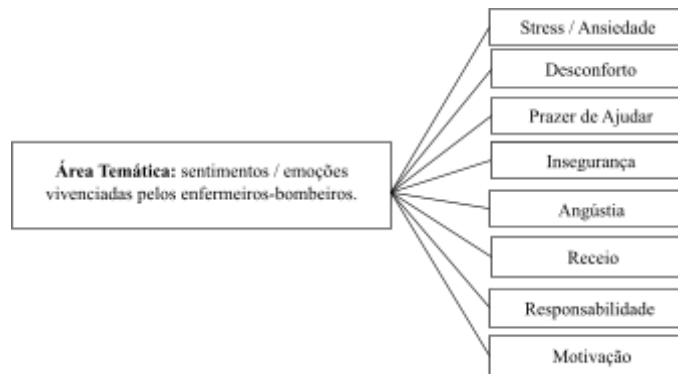 Stress / Ansiedade
Desconforto
Prazer de Ajudar
Insegurança
Área Temática: sentimentos / emoções
vivenciadas pelos enfermeiros-bombeiros.
Angústia
Receio
Responsabilidade
Motivação